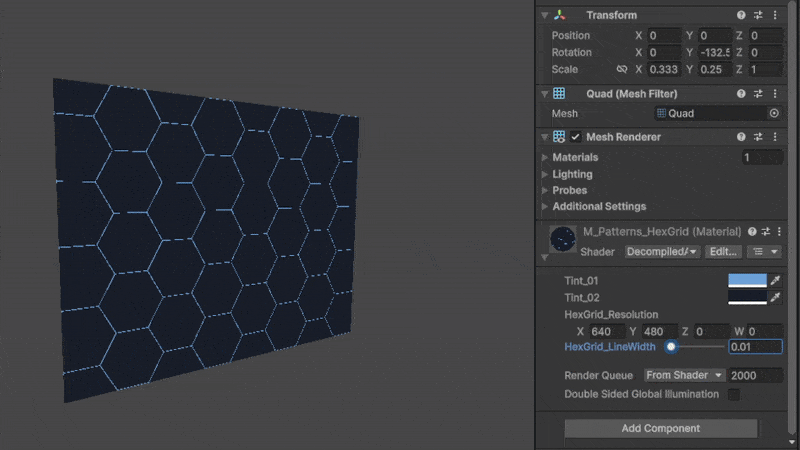 Transform
Position X 0 Y 0 Z 0
Rotation X 0 Y -132.5 Z 0
Scale X 0.333 Y 0.25 Z 1
Quad (Mesh Filter)
Mesh Quad
Mesh Renderer
Materials 1
Lighting
Probes
Additional Settings
M_Patterns_HexGrid (Material)
Shader Decompiled/ Edit...
Tint_01
Tint_02
HexGrid_Resolution
X 640 Y 480 Z 0 W 0
HexGrid_LineWidth 0.01
Render Queue From Shader 2000
Double Sided Global Illumination
Add Component